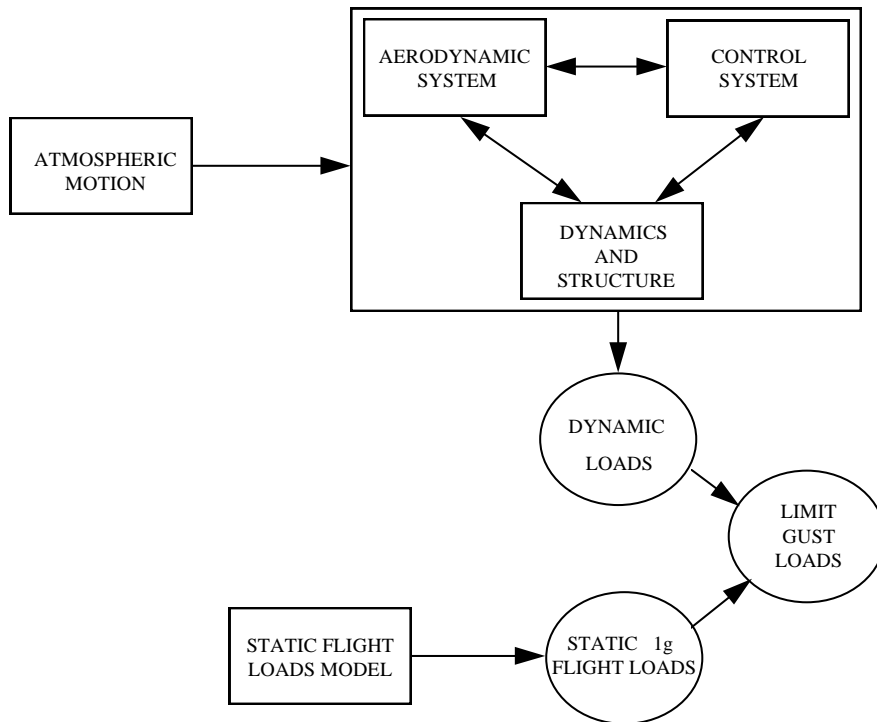 AERODYNAMIC
SYSTEM
CONTROL
SYSTEM
ATMOSPHERIC
MOTION
DYNAMICS
AND
STRUCTURE
DYNAMIC
LOADS
LIMIT
GUST
LOADS
STATIC FLIGHT
LOADS MODEL
STATIC 1g
FLIGHT LOADS